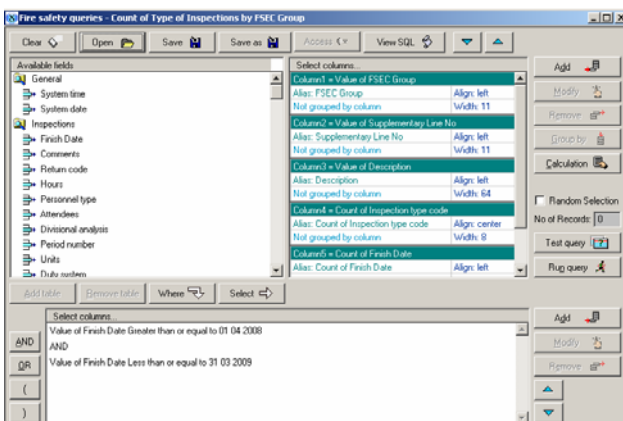 Fire safety queries - Count of Type of Inspections by FSEC Group
Clear Open Save Save as Access View SQL
Available fields
General
System time
System date
Inspections
Finish Date
Comments
Return code
Hours
Personnel type
Attendees
Divisional analysis
Period number
Units
Duty system
Select columns...
Column1 = Value of FSEC Group
Alias: FSEC Group Align: left
Not grouped by column Width: 11
Column2 = Value of Supplementary Line No
Alias: Supplementary Line No Align: left
Not grouped by column Width: 11
Column3 = Value of Description
Alias: Description Align: left
Not grouped by column Width: 64
Column4 = Count of Inspection type code
Alias: Count of Inspection type code Align: center
Not grouped by column Width: 8
Column5 = Count of Finish Date
Alias: Count of Finish Date Align: left
Add
Modify
Remove
Group by
Calculation
Random Selection
No of Records: 0
Test query
Run query
Add table Remove table Where Select
Select columns...
Value of Finish Date Greater than or equal to 01 04 2008
AND
Value of Finish Date Less than or equal to 31 03 2009
AND
OR
(
)
Add
Modify
Remove